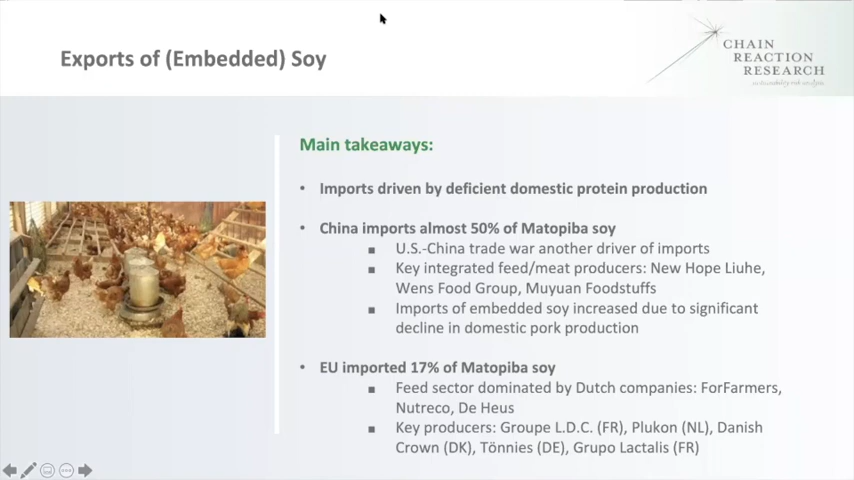 Exports of (Embedded) Soy
CHAIN
REACTION
RESEARCH
sustainability risk analysis
Main takeaways:
• Imports driven by deficient domestic protein production
• China imports almost 50% of Matopiba soy
■ U.S.-China trade war another driver of imports
■ Key integrated feed/meat producers: New Hope Liuhe,
Wens Food Group, Muyuan Foodstuffs
■ Imports of embedded soy increased due to significant
decline in domestic pork production
• EU imported 17% of Matopiba soy
■ Feed sector dominated by Dutch companies: ForFarmers,
Nutreco, De Heus
■ Key producers: Groupe L.D.C. (FR), Plukon (NL), Danish
Crown (DK), Tönnies (DE), Grupo Lactalis (FR)